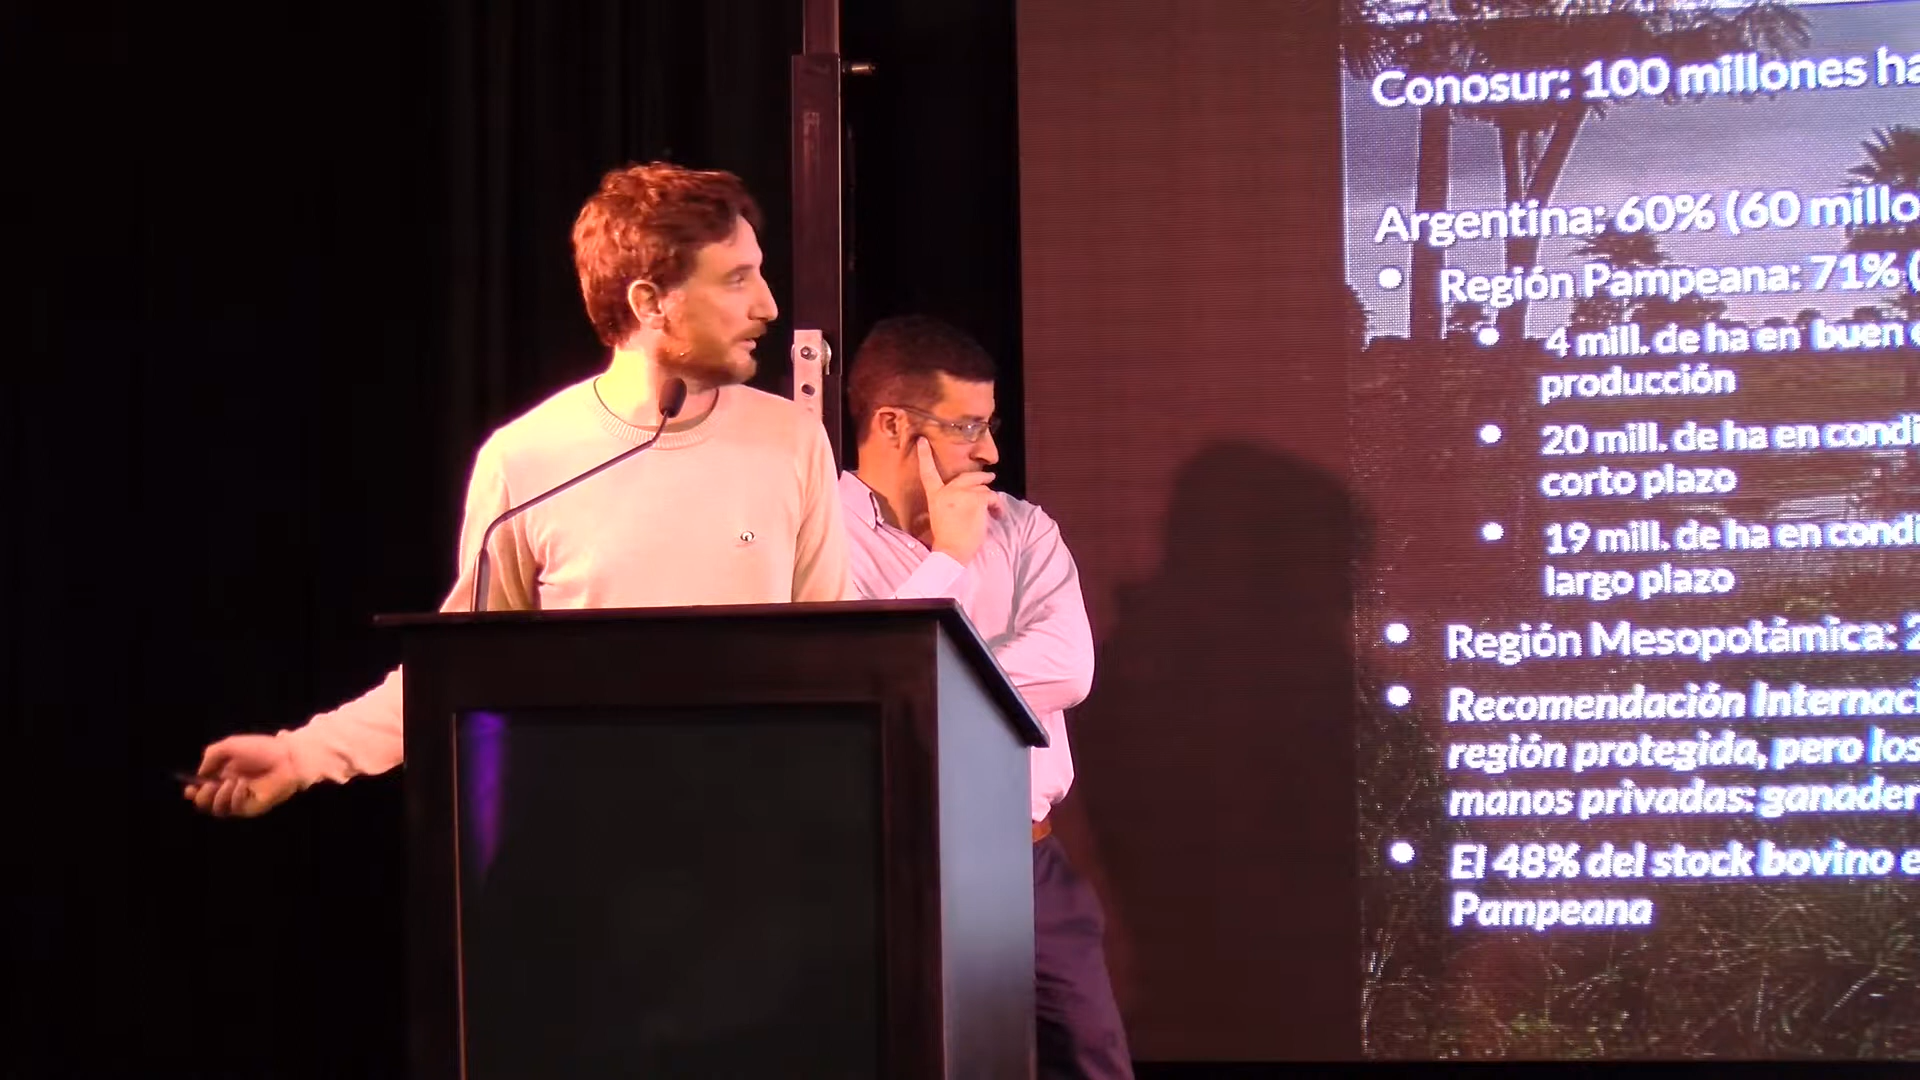 Conosur: 100 millones ha
Argentina: 60% (60 millo
• Región Pampeana: 71% (
• 4 mill. de ha en buen
producción
• 20 mill. de ha en condi
corto plazo
• 19 mill. de ha en condi
largo plazo
• Región Mesopotámica: 2
• Recomendación Internaci
región protegida, pero los
manos privadas: ganader
• El 48% del stock bovino e
Pampeana